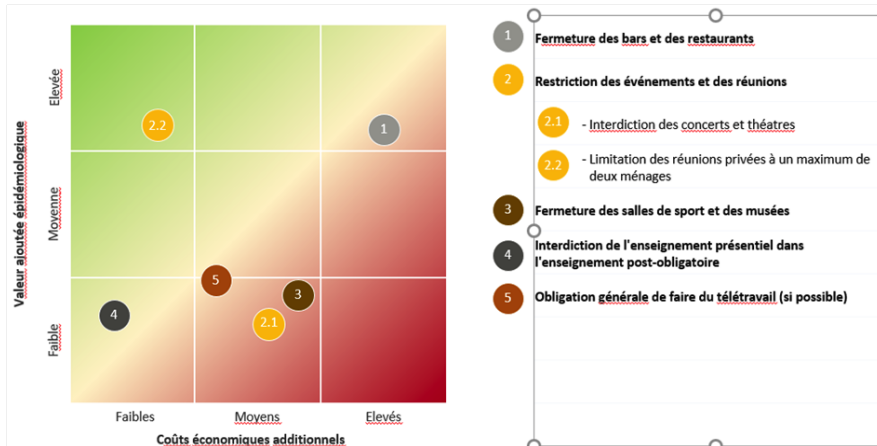 Valeur ajoutée épidémiologique
Elevée
Moyenne
Faible
2.2
1
5
3
4
2.1
Faibles
Moyens
Elevés
Coûts économiques additionnels
1
Fermeture des bars et des restaurants
2
Restriction des événements et des réunions
2.1
- Interdiction des concerts et théatres
2.2
- Limitation des réunions privées à un maximum de
deux ménages
3
Fermeture des salles de sport et des musées
4
Interdiction de l'enseignement présentiel dans
l'enseignement post-obligatoire
5
Obligation générale de faire du télétravail (si possible)